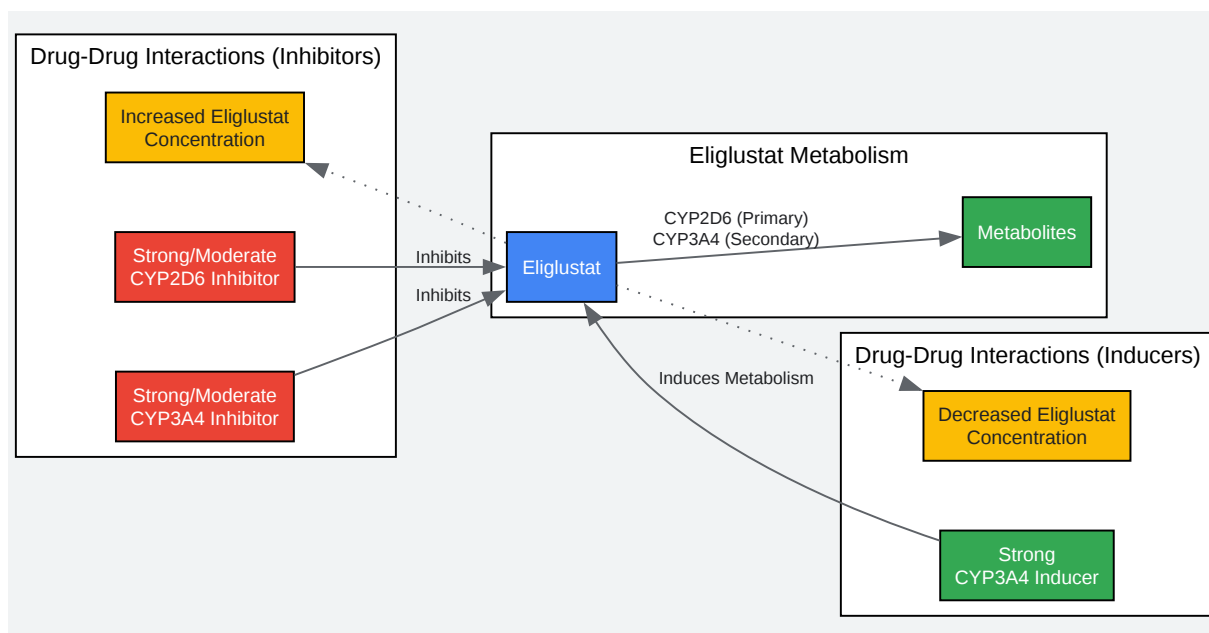 Drug-Drug Interactions (Inhibitors)
Increased Eliglustat
Concentration
Strong/Moderate
CYP2D6 Inhibitor
Strong/Moderate
CYP3A4 Inhibitor
Inhibits
Inhibits
Eliglustat Metabolism
Eliglustat
CYP2D6 (Primary)
CYP3A4 (Secondary)
Metabolites
Induces Metabolism
Drug-Drug Interactions (Inducers)
Decreased Eliglustat
Concentration
Strong
CYP3A4 Inducer